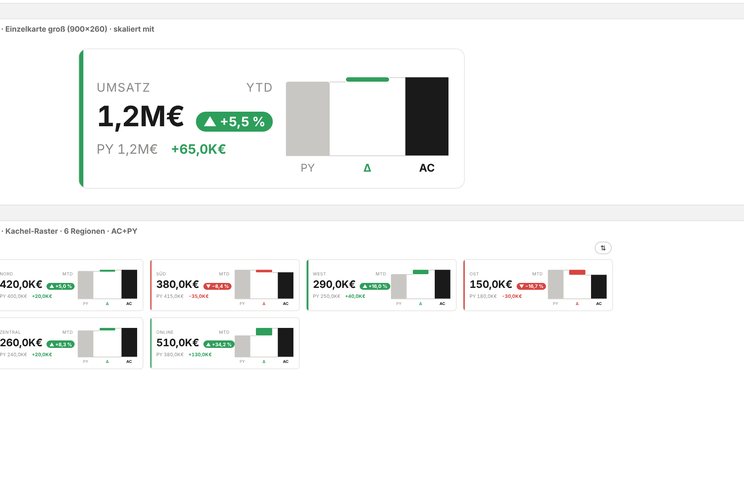 · Einzelkarte groß (900×260) · skaliert mit
UMSATZ YTD
1,2M€ ▲ +5,5 %
PY 1,2M€ +65,0K€
PY Δ AC
· Kachel-Raster · 6 Regionen · AC+PY
⇅
NORD MTD
420,0K€ ▲ +5,0 %
PY 400,0K€ +20,0K€
PY Δ AC
SÜD MTD
380,0K€ ▼ −8,4 %
PY 415,0K€ −35,0K€
PY Δ AC
WEST MTD
290,0K€ ▲ +16,0 %
PY 250,0K€ +40,0K€
PY Δ AC
OST MTD
150,0K€ ▼ −16,7 %
PY 180,0K€ −30,0K€
PY Δ AC
ZENTRAL MTD
260,0K€ ▲ +8,3 %
PY 240,0K€ +20,0K€
PY Δ AC
ONLINE MTD
510,0K€ ▲ +34,2 %
PY 380,0K€ +130,0K€
PY Δ AC